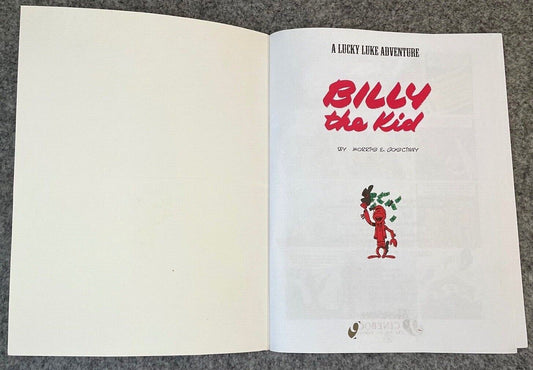 A LUCKY LUKE ADVENTURE
BILLY
the Kid
BY MORRIS & GOSCINNY